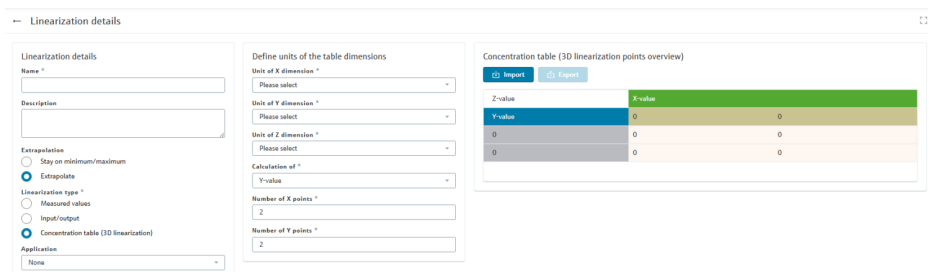 ← Linearization details
Linearization details
Name *
Description
Extrapolation
Stay on minimum/maximum
Extrapolate
Linearization type *
Measured values
Input/output
Concentration table (3D linearization)
Application
None
Define units of the table dimensions
Unit of X dimension *
Please select
Unit of Y dimension *
Please select
Unit of Z dimension *
Please select
Calculation of *
Y-value
Number of X points *
2
Number of Y points *
2
Concentration table (3D linearization points overview)
Import Export
Z-value X-value
Y-value 0 0
0 0 0
0 0 0